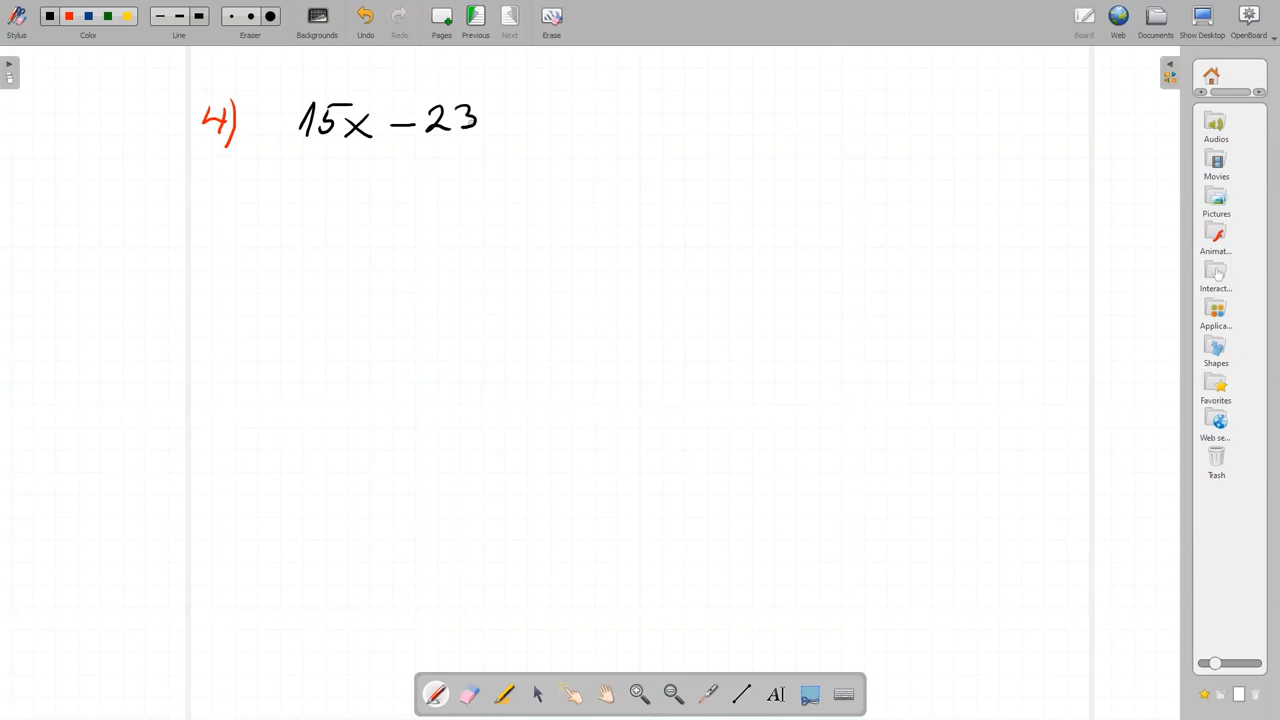 Stylus Color Line Eraser Backgrounds Undo Redo Pages Previous Next Erase Board Web Documents Show Desktop OpenBoard
4) 15x - 23
Audios
Movies
Pictures
Animat...
Interact...
Applica...
Shapes
Favorites
Web se...
Trash